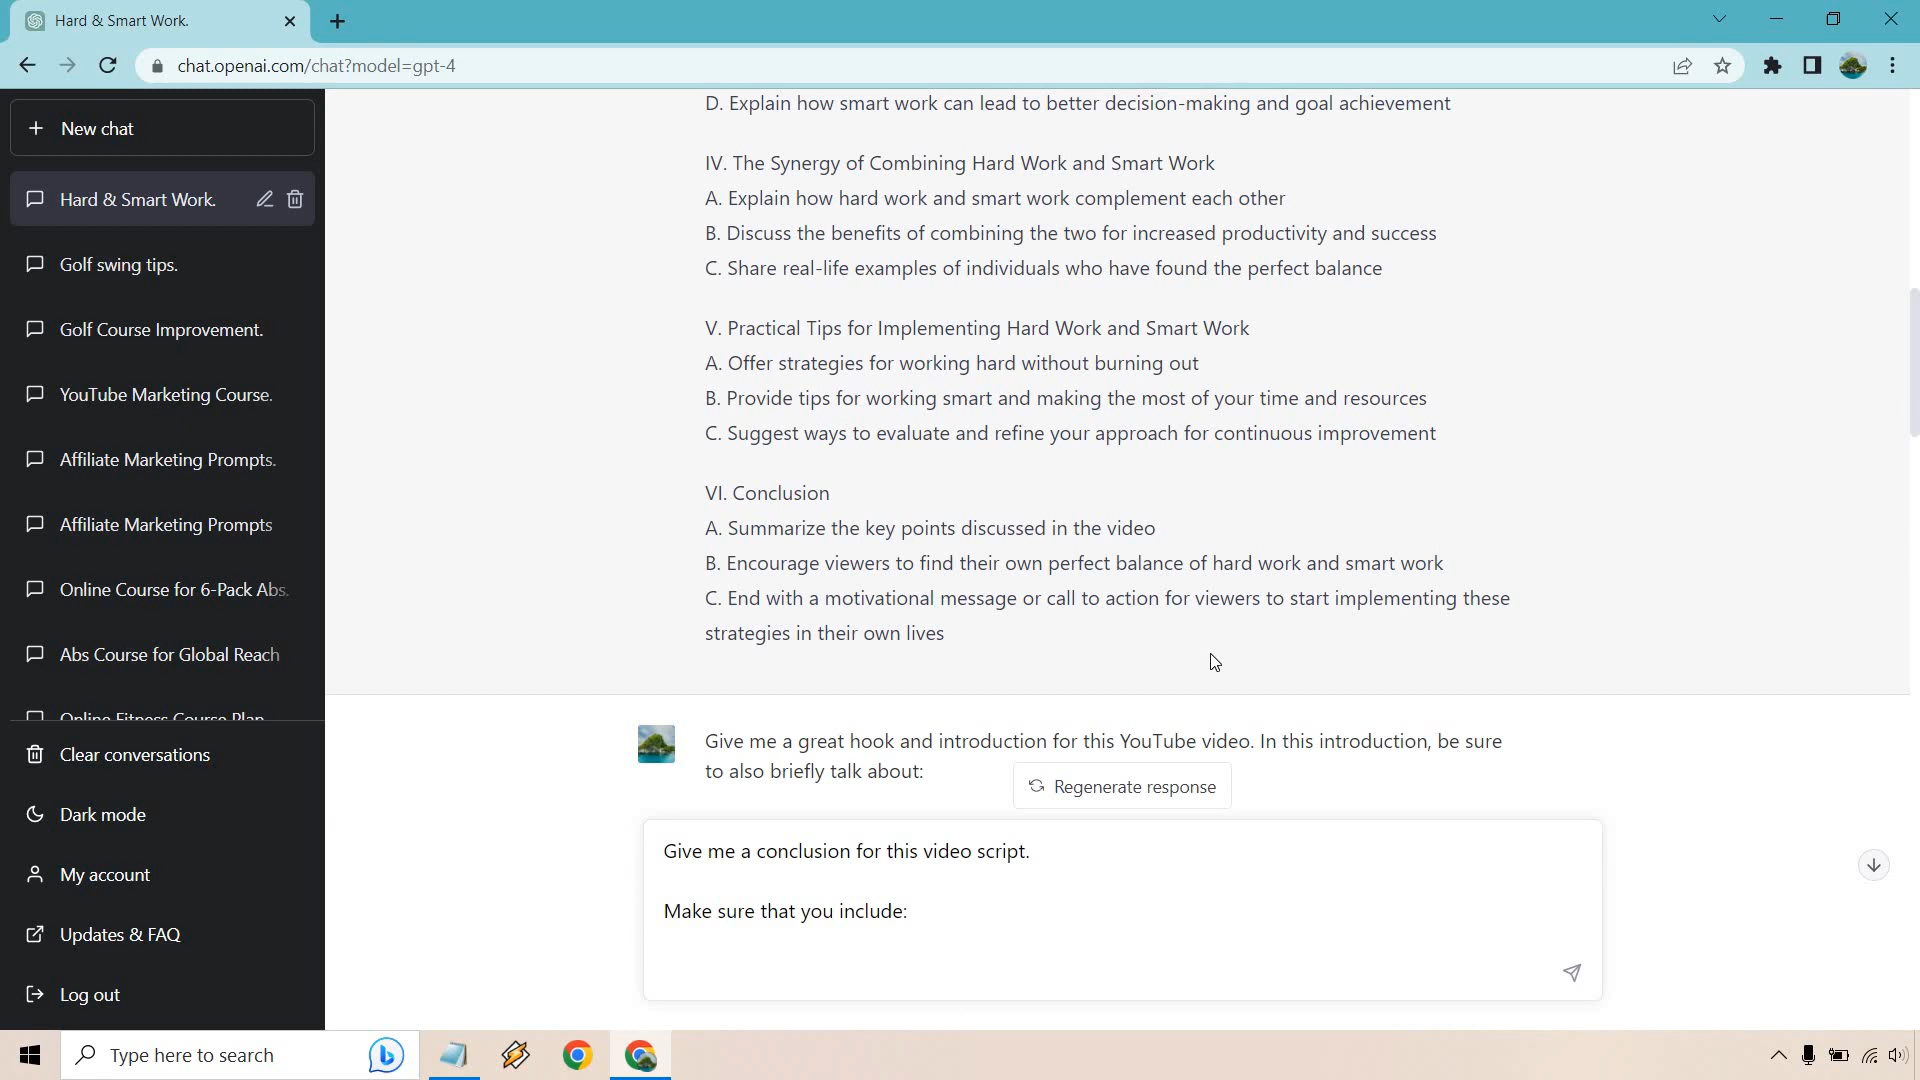 Hard & Smart Work.
chat.openai.com/chat?model=gpt-4
New chat
Hard & Smart Work.
Golf swing tips.
Golf Course Improvement.
YouTube Marketing Course.
Affiliate Marketing Prompts.
Affiliate Marketing Prompts
Online Course for 6-Pack Abs.
Abs Course for Global Reach
Online Fitness Course Plan
Clear conversations
Dark mode
My account
Updates & FAQ
Log out
D. Explain how smart work can lead to better decision-making and goal achievement
IV. The Synergy of Combining Hard Work and Smart Work
A. Explain how hard work and smart work complement each other
B. Discuss the benefits of combining the two for increased productivity and success
C. Share real-life examples of individuals who have found the perfect balance
V. Practical Tips for Implementing Hard Work and Smart Work
A. Offer strategies for working hard without burning out
B. Provide tips for working smart and making the most of your time and resources
C. Suggest ways to evaluate and refine your approach for continuous improvement
VI. Conclusion
A. Summarize the key points discussed in the video
B. Encourage viewers to find their own perfect balance of hard work and smart work
C. End with a motivational message or call to action for viewers to start implementing these
strategies in their own lives
Give me a great hook and introduction for this YouTube video. In this introduction, be sure
to also briefly talk about:
Regenerate response
Give me a conclusion for this video script.
Make sure that you include:
Type here to search